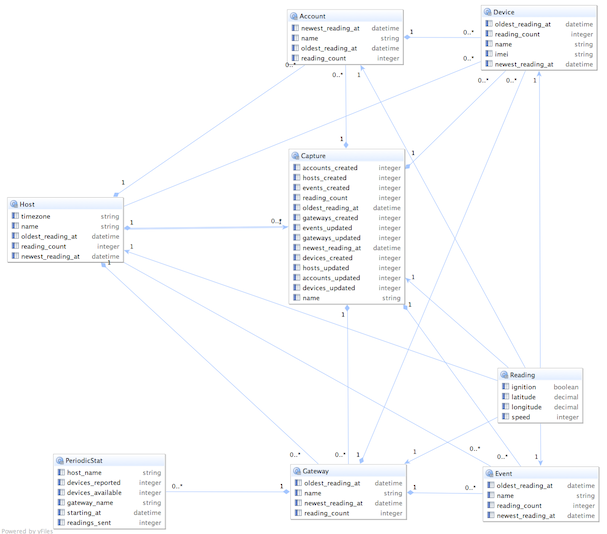 Account
newest_reading_at datetime
name string
oldest_reading_at datetime
reading_count integer
Device
oldest_reading_at datetime
reading_count integer
name string
imei string
newest_reading_at datetime
1
0..*
0..*
0..*
0..*
1
0..*
0..*
1
1
1
1
Capture
accounts_created integer
hosts_created integer
events_created integer
reading_count integer
oldest_reading_at datetime
gateways_created integer
events_updated integer
gateways_updated integer
newest_reading_at datetime
devices_created integer
hosts_updated integer
accounts_updated integer
devices_updated integer
name string
Host
timezone string
name string
oldest_reading_at datetime
reading_count integer
newest_reading_at datetime
1
0..*
1
1
1
1
1
Reading
ignition boolean
latitude decimal
longitude decimal
speed integer
PeriodicStat
host_name string
devices_reported integer
devices_available integer
gateway_name string
starting_at datetime
readings_sent integer
0..*
1
0..*
0..*
1
1
0..*
0..*
1
Gateway
oldest_reading_at datetime
name string
newest_reading_at datetime
reading_count integer
1
0..*
Event
oldest_reading_at datetime
name string
reading_count integer
newest_reading_at datetime
Powered by yFiles